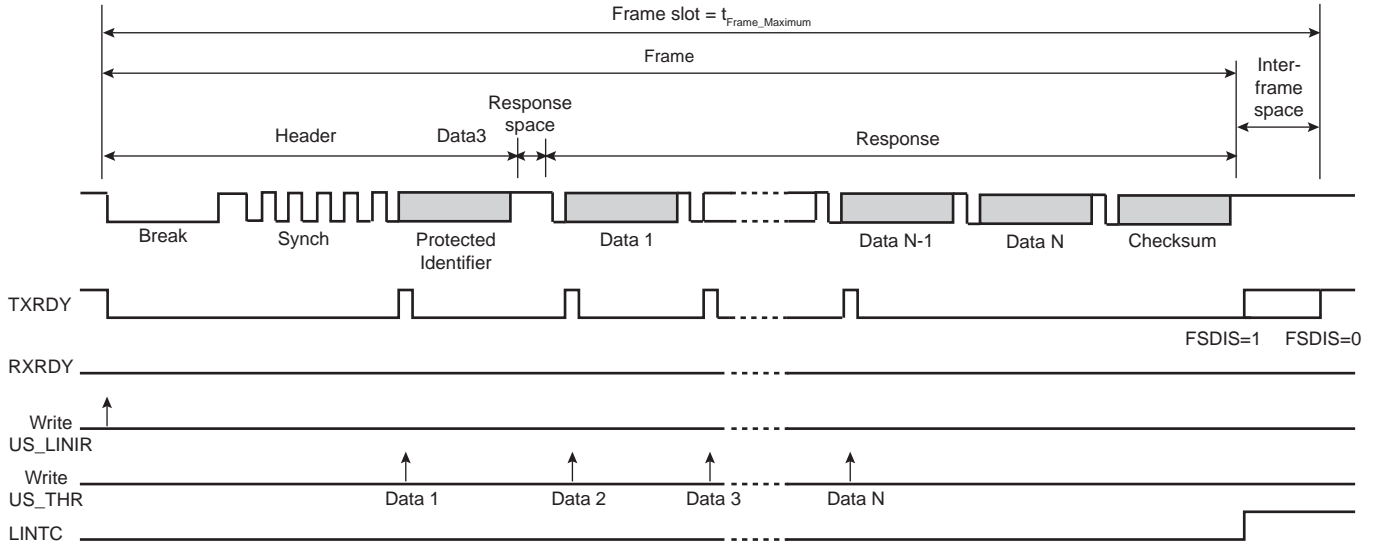 Frame slot = tFrame_Maximum
Frame
Inter-
frame
space
Response
space
Header
Data3
Response
Break
Synch
Protected
Identifier
Data 1
Data N-1
Data N
Checksum
TXRDY
FSDIS=1
FSDIS=0
RXRDY
Write
US_LINIR
Write
US_THR
Data 1
Data 2
Data 3
Data N
LINTC